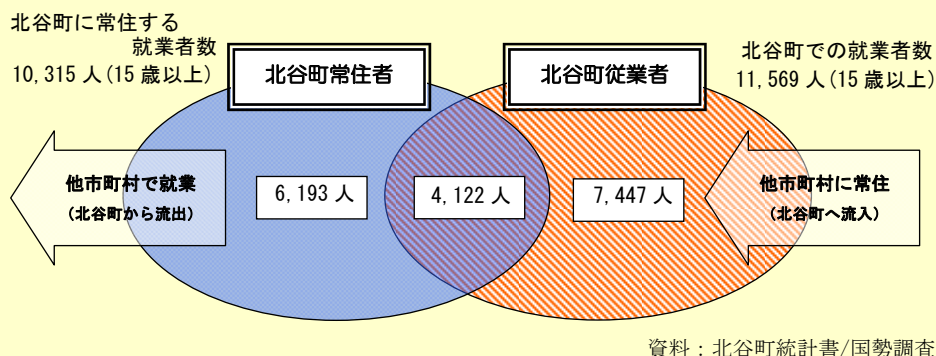 北谷町に常住する
就業者数
10,315 人(15 歳以上)
北谷町常住者
北谷町従業者
北谷町での就業者数
11,569 人(15 歳以上)
他市町村で就業
(北谷町から流出)
6,193 人
4,122 人
7,447 人
他市町村に常住
(北谷町へ流入)
資料：北谷町統計書/国勢調査